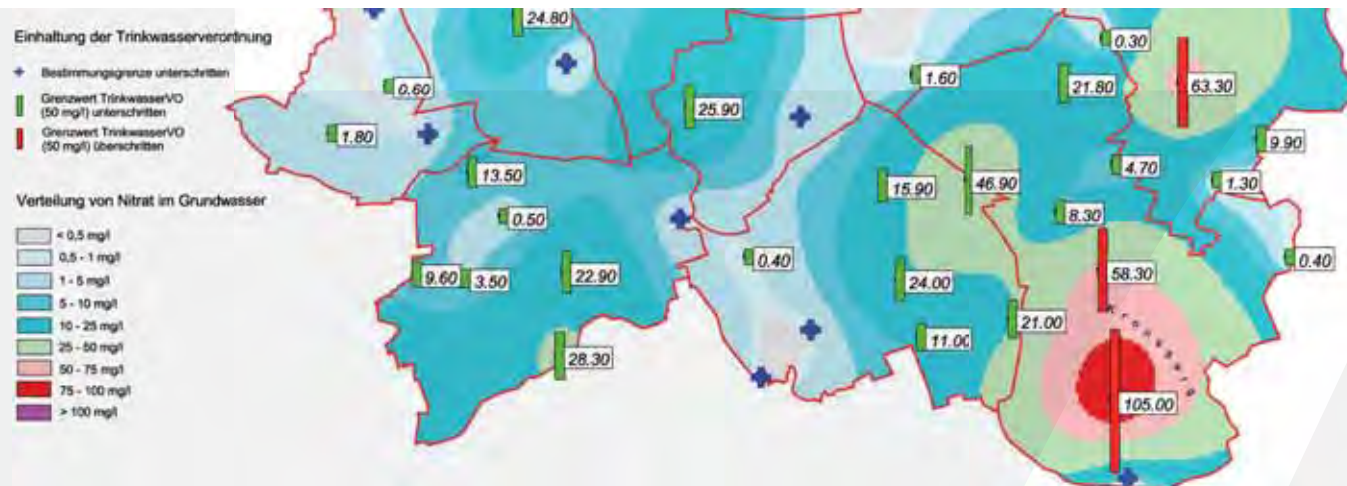 Einhaltung der Trinkwasserverordnung
Bestimmungsgrenze unterschritten
Grenzwert TrinkwasserVO
(50 mg/l) unterschritten
Grenzwert TrinkwasserVO
(50 mg/l) überschritten
Verteilung von Nitrat im Grundwasser
< 0,5 mg/l
0,5 - 1 mg/l
1 - 5 mg/l
5 - 10 mg/l
10 - 25 mg/l
25 - 50 mg/l
50 - 75 mg/l
75 - 100 mg/l
> 100 mg/l
24.80
0.30
0.60
1.60
21.80
63.30
25.90
1.80
9.90
13.50
4.70
15.90
46.90
1.30
0.50
8.30
0.40
0.40
9.60
3.50
22.90
24.00
58.30
Kronsberg
21.00
11.00
28.30
105.00